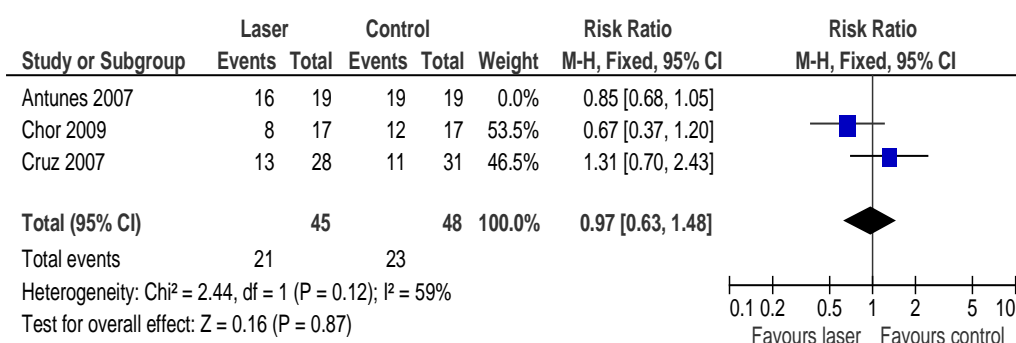 Laser Control Risk Ratio Risk Ratio
Study or Subgroup Events Total Events Total Weight M-H, Fixed, 95% CI M-H, Fixed, 95% CI
Antunes 2007 16 19 19 19 0.0% 0.85 [0.68, 1.05]
Chor 2009 8 17 12 17 53.5% 0.67 [0.37, 1.20]
Cruz 2007 13 28 11 31 46.5% 1.31 [0.70, 2.43]
Total (95% CI) 45 48 100.0% 0.97 [0.63, 1.48]
Total events 21 23
Heterogeneity: Chi² = 2.44, df = 1 (P = 0.12); I² = 59%
Test for overall effect: Z = 0.16 (P = 0.87)
0.1 0.2 0.5 1 2 5 10
Favours laser Favours control